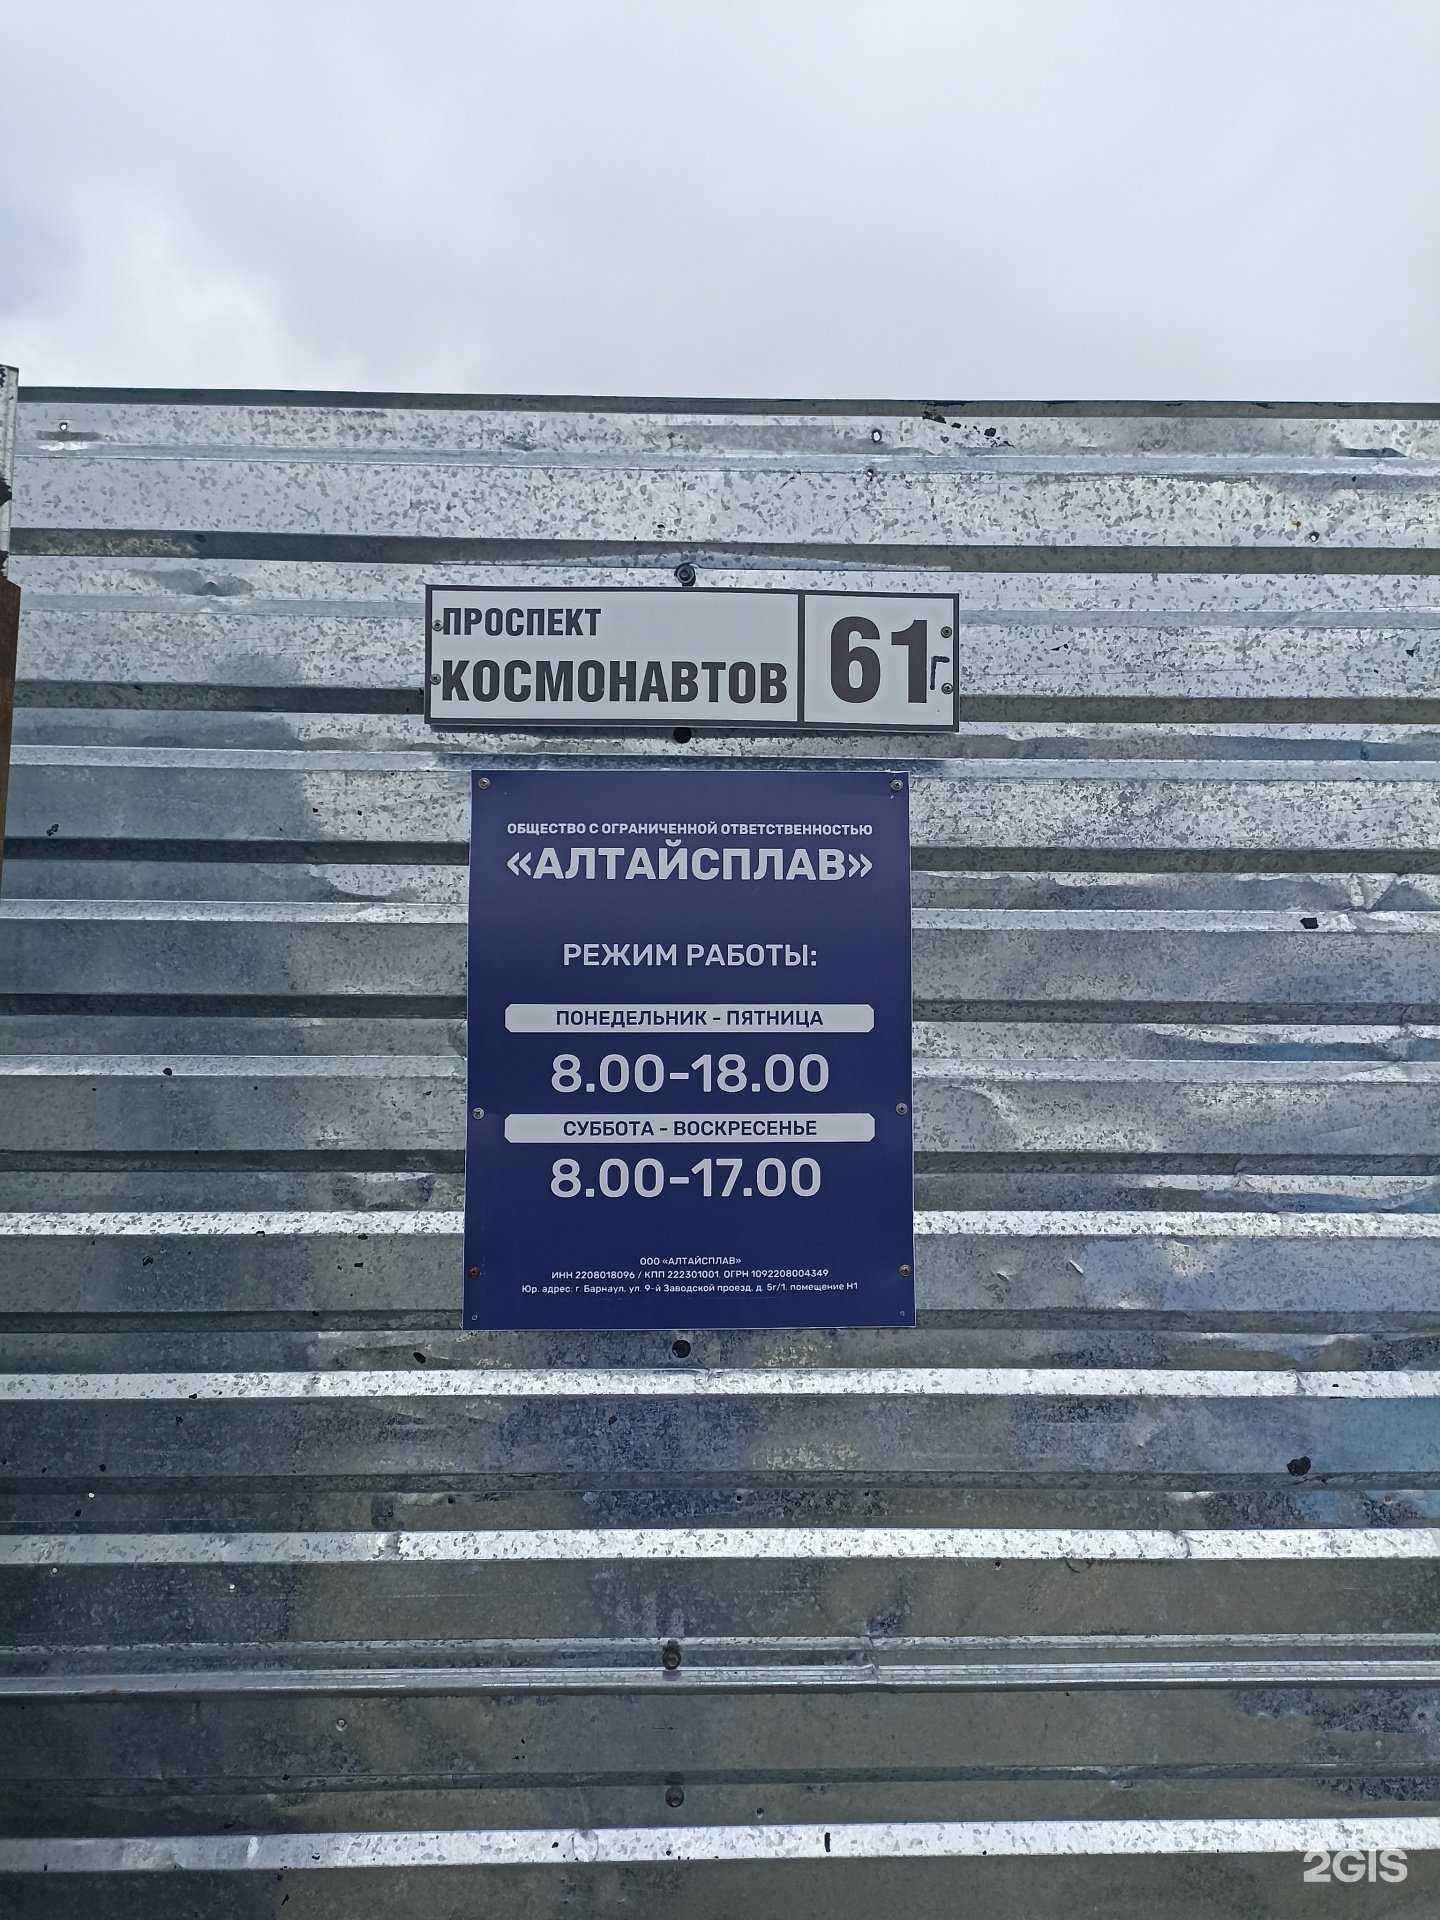 ПРОСПЕКТ
КОСМОНАВТОВ
61г
ОБЩЕСТВО С ОГРАНИЧЕННОЙ ОТВЕТСТВЕННОСТЬЮ
«АЛТАЙСПЛАВ»
РЕЖИМ РАБОТЫ:
ПОНЕДЕЛЬНИК - ПЯТНИЦА
8.00-18.00
СУББОТА - ВОСКРЕСЕНЬЕ
8.00-17.00
ООО «АЛТАЙСПЛАВ»
ИНН 2208018096 / КПП 222301001 ОГРН 1092208004349
Юр. адрес: г. Барнаул, ул. 9-й Заводской проезд, д. 5г/1, помещение Н1
2GIS